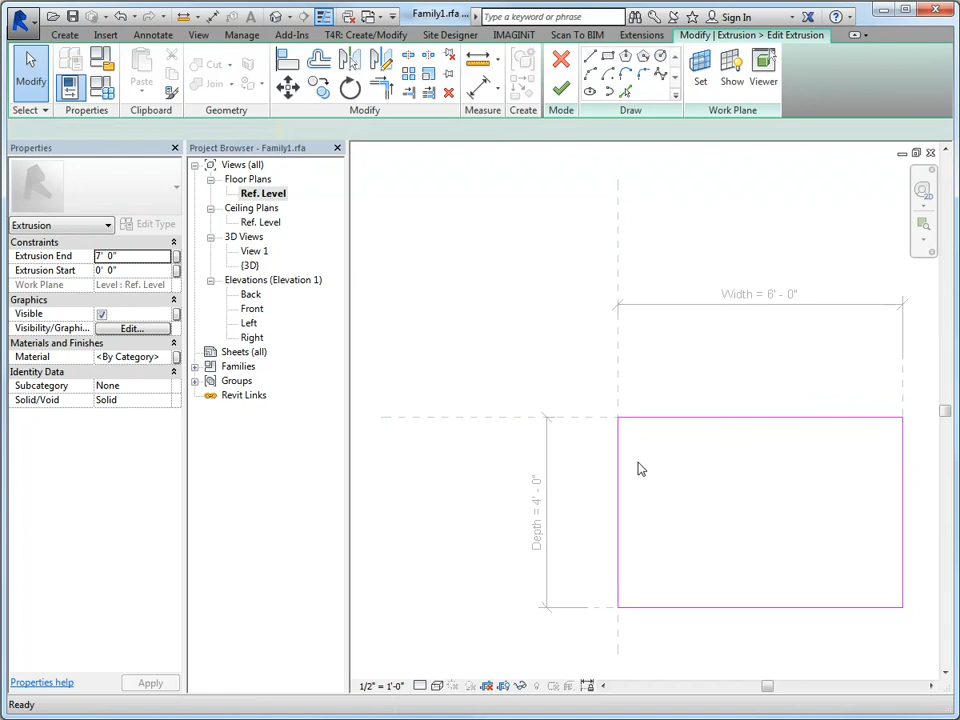 Family1.rfa ...
Type a keyword or phrase
Sign In
Create
Insert
Annotate
View
Manage
Add-Ins
T4R: Create/Modify
Site Designer
IMAGINiT
Scan To BIM
Extensions
Modify | Extrusion > Edit Extrusion
Modify
Paste
Cut
Join
Set
Show
Viewer
Select
Properties
Clipboard
Geometry
Modify
Measure
Create
Mode
Draw
Work Plane
Properties
Extrusion
Edit Type
Constraints
Extrusion End
7' 0"
Extrusion Start
0' 0"
Work Plane
Level : Ref. Level
Graphics
Visible
Visibility/Graphi...
Edit...
Materials and Finishes
Material
<By Category>
Identity Data
Subcategory
None
Solid/Void
Solid
Properties help
Apply
Project Browser - Family1.rfa
Views (all)
Floor Plans
Ref. Level
Ceiling Plans
Ref. Level
3D Views
View 1
{3D}
Elevations (Elevation 1)
Back
Front
Left
Right
Sheets (all)
Families
Groups
Revit Links
Width = 6' - 0"
Depth = 4' - 0"
2D
1/2" = 1'-0"
Ready